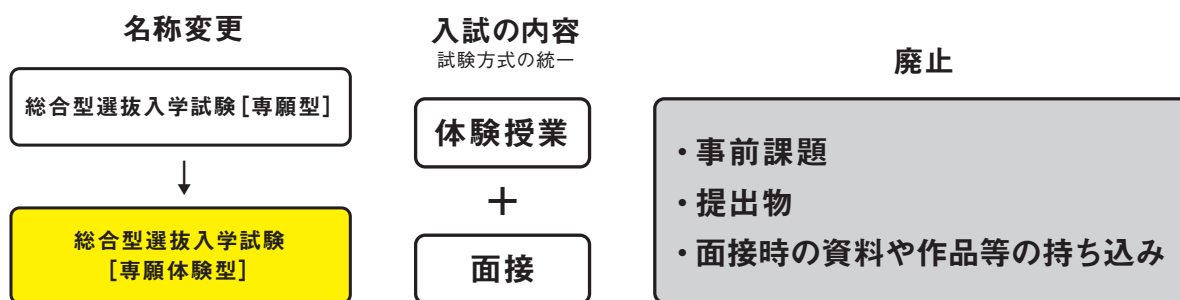 名称変更
総合型選抜入学試験[専願型]
↓
総合型選抜入学試験
[専願体験型]
入試の内容
試験方式の統一
体験授業
+
面接
廃止
・事前課題
・提出物
・面接時の資料や作品等の持ち込み